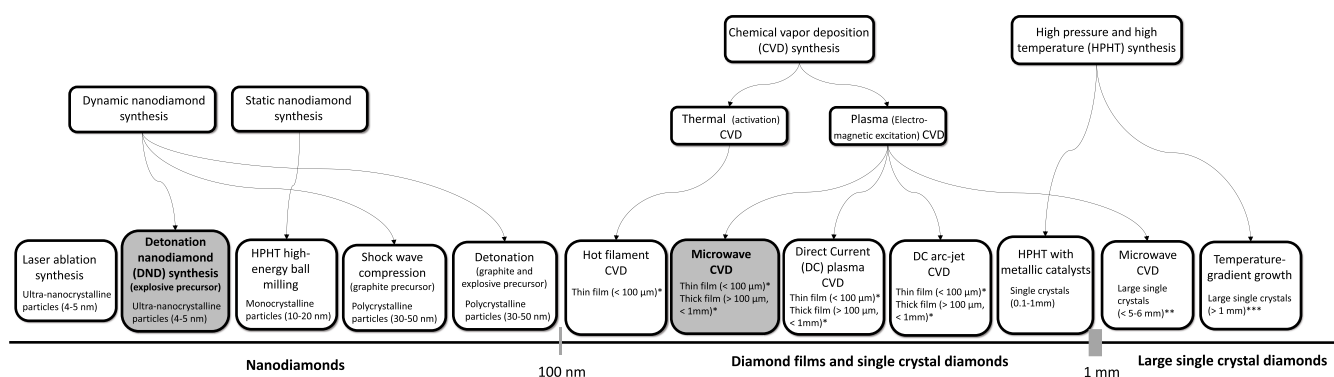 Chemical vapor deposition
(CVD) synthesis
High pressure and high
temperature (HPHT) synthesis
Dynamic nanodiamond
synthesis
Static nanodiamond
synthesis
Thermal (activation)
CVD
Plasma (Electro-
magnetic excitation) CVD
Laser ablation
synthesis
Ultra-nanocrystalline
particles (4-5 nm)
Detonation
nanodiamond
(DND) synthesis
(explosive precursor)
Ultra-nanocrystalline
particles (4-5 nm)
HPHT high-
energy ball
milling
Monocrystalline
particles (10-20 nm)
Shock wave
compression
(graphite precursor)
Polycrystalline
particles (30-50 nm)
Detonation
(graphite and
explosive precursor)
Polycrystalline
particles (30-50 nm)
Hot filament
CVD
Thin film (< 100 μm)*
Microwave
CVD
Thin film (< 100 μm)*
Thick film (> 100 μm,
< 1mm)*
Direct Current
(DC) plasma
CVD
Thin film (< 100 μm)*
Thick film (> 100 μm,
< 1mm)*
DC arc-jet
CVD
Thin film (< 100 μm)*
Thick film (> 100 μm,
< 1mm)*
HPHT with
metallic catalysts
Single crystals
(0.1-1mm)
Microwave
CVD
Large single
crystals
(< 5-6 mm)**
Temperature-
gradient growth
Large single crystals
(> 1 mm)***
Nanodiamonds
100 nm
Diamond films and single crystal diamonds
1 mm
Large single crystal diamonds